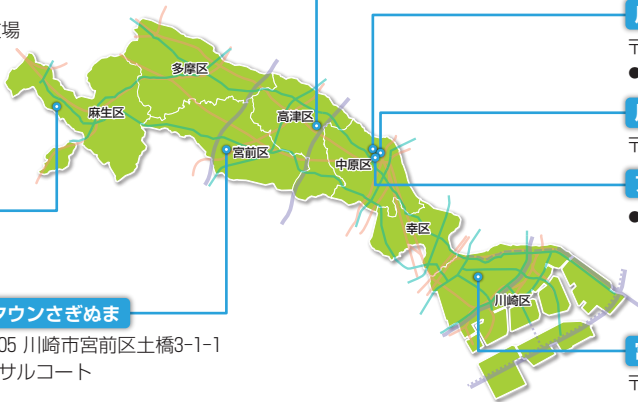 場
多摩区
麻生区
高津区
宮前区
中原区
幸区
川崎区
〒
●
〒
●
〒
タウンさぎぬま
05 川崎市宮前区土橋3-1-1
サルコート